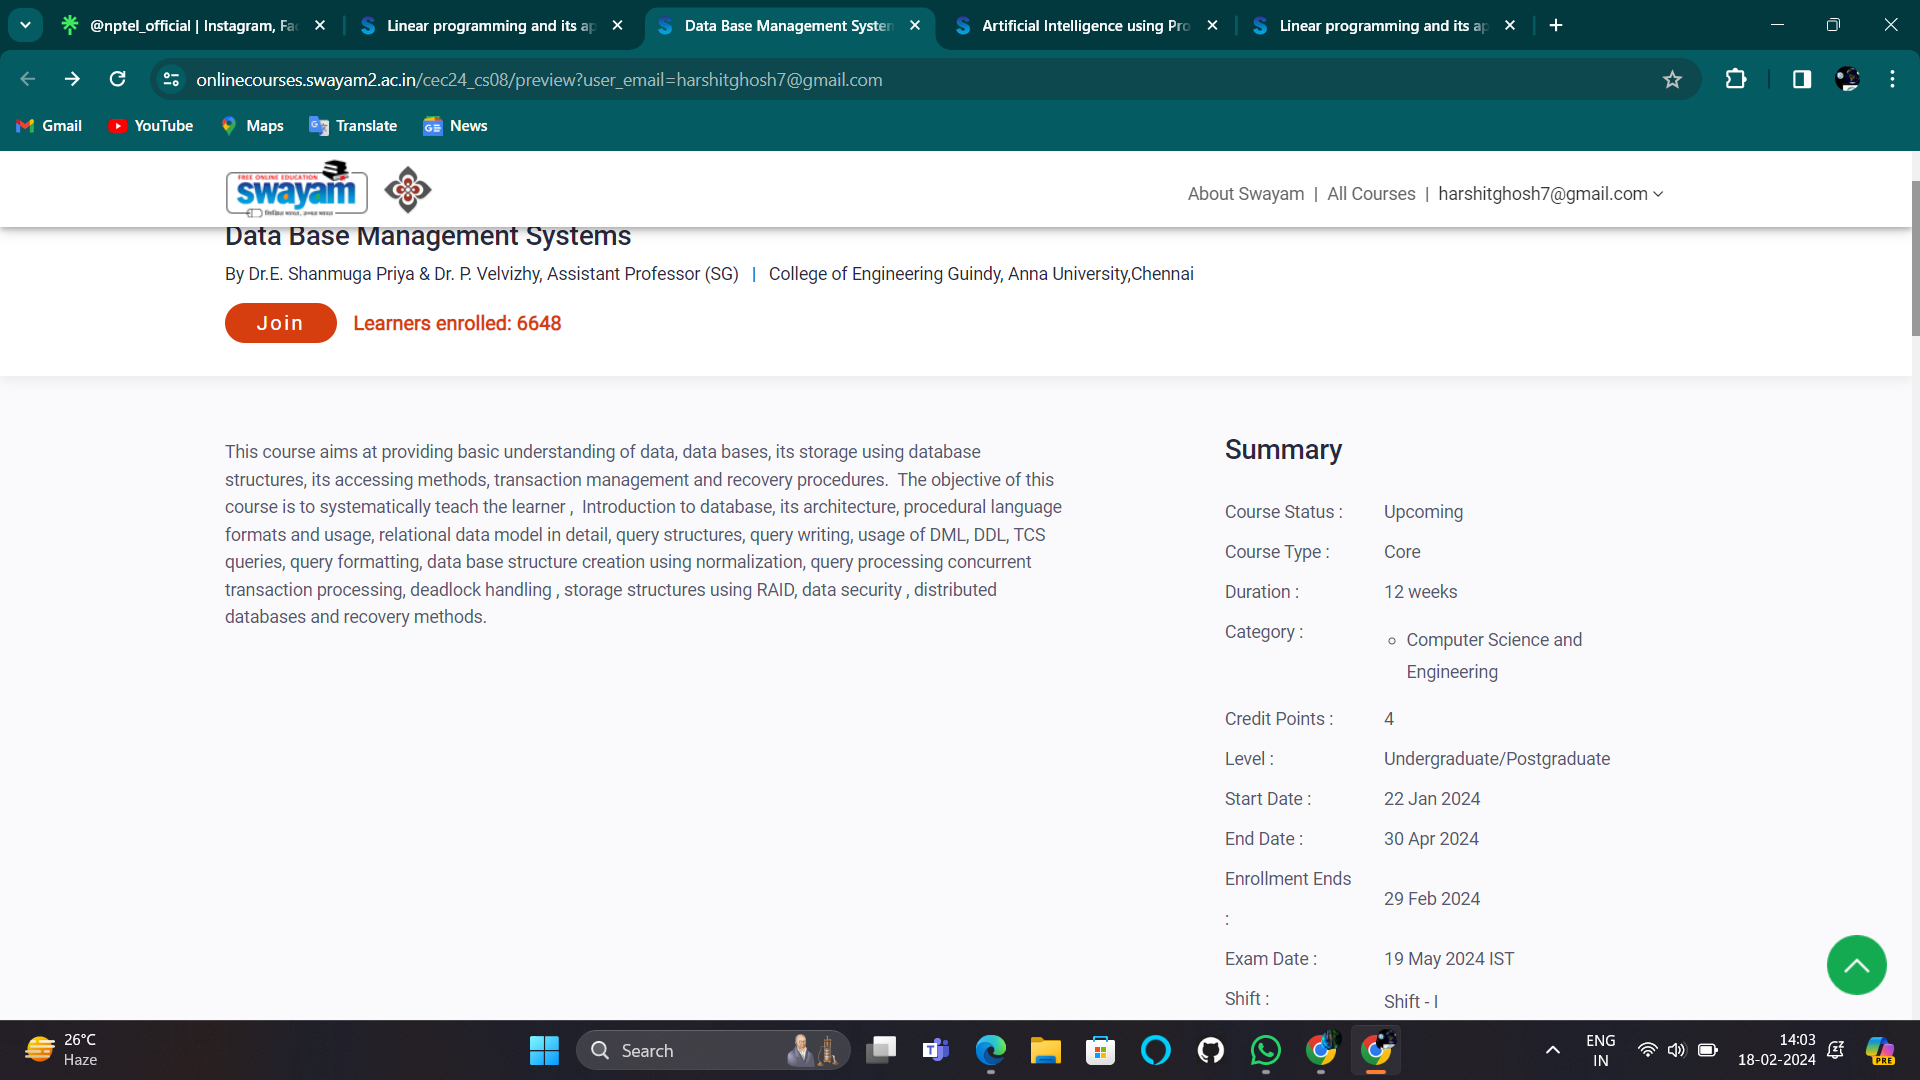 @nptel_official | Instagram, Fa
Linear programming and its ap
Data Base Management System
Artificial Intelligence using Pro
Linear programming and its ap
onlinecourses.swayam2.ac.in/cec24_cs08/preview?user_email=harshitghosh7@gmail.com
Gmail
YouTube
Maps
Translate
News
FREE ONLINE EDUCATION
swayam
About Swayam | All Courses | harshitghosh7@gmail.com
Data Base Management Systems
By Dr.E. Shanmuga Priya & Dr. P. Velvizhy, Assistant Professor (SG) | College of Engineering Guindy, Anna University,Chennai
Join
Learners enrolled: 6648
This course aims at providing basic understanding of data, data bases, its storage using database
structures, its accessing methods, transaction management and recovery procedures. The objective of this
course is to systematically teach the learner , Introduction to database, its architecture, procedural language
formats and usage, relational data model in detail, query structures, query writing, usage of DML, DDL, TCS
queries, query formatting, data base structure creation using normalization, query processing concurrent
transaction processing, deadlock handling , storage structures using RAID, data security , distributed
databases and recovery methods.
Summary
Course Status : Upcoming
Course Type : Core
Duration : 12 weeks
Category : Computer Science and
Engineering
Credit Points : 4
Level : Undergraduate/Postgraduate
Start Date : 22 Jan 2024
End Date : 30 Apr 2024
Enrollment Ends
: 29 Feb 2024
Exam Date : 19 May 2024 IST
Shift : Shift - I
26°C
Haze
Search
ENG
IN
14:03
18-02-2024
PRE